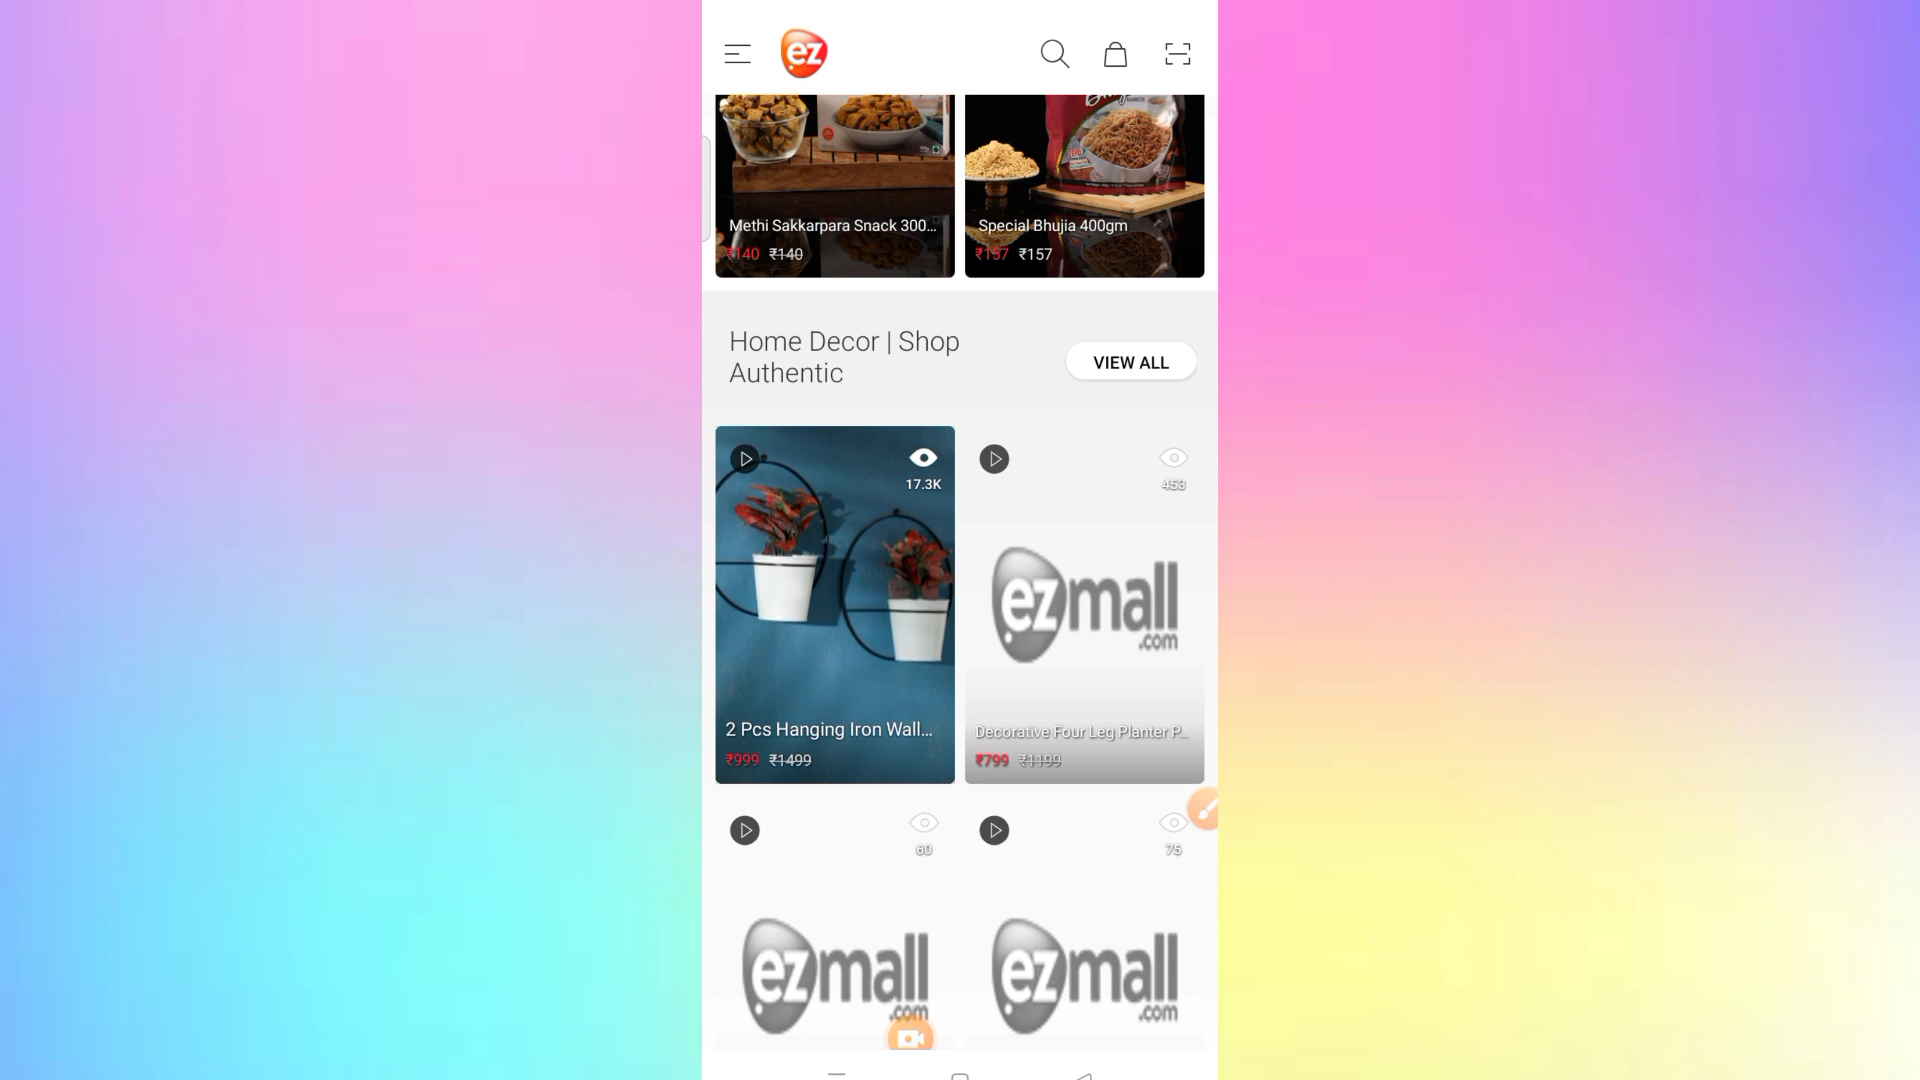 ez
Methi Sakkarpara Snack 300...
₹140 ₹140
Special Bhujia 400gm
₹157 ₹157
Home Decor | Shop
Authentic
VIEW ALL
17.3K
2 Pcs Hanging Iron Wall...
₹999 ₹1499
453
ezmall
.com
Decorative Four Leg Planter P...
₹799 ₹1199
60
ezmall
.com
75
ezmall
.com